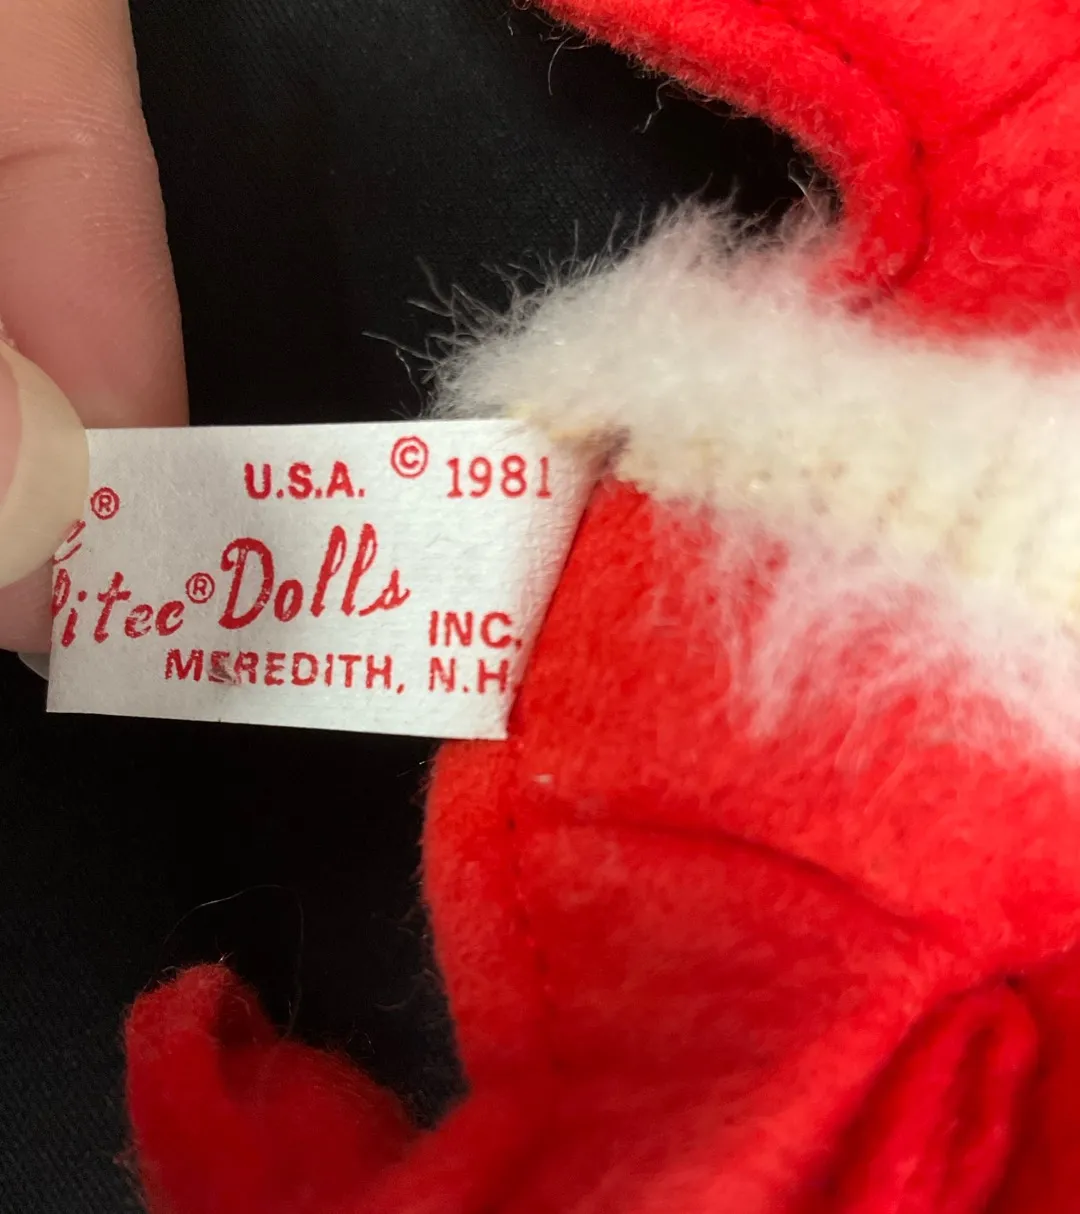 U.S.A. © 1981
®
® Dolls
INC.
MEREDITH, N.H